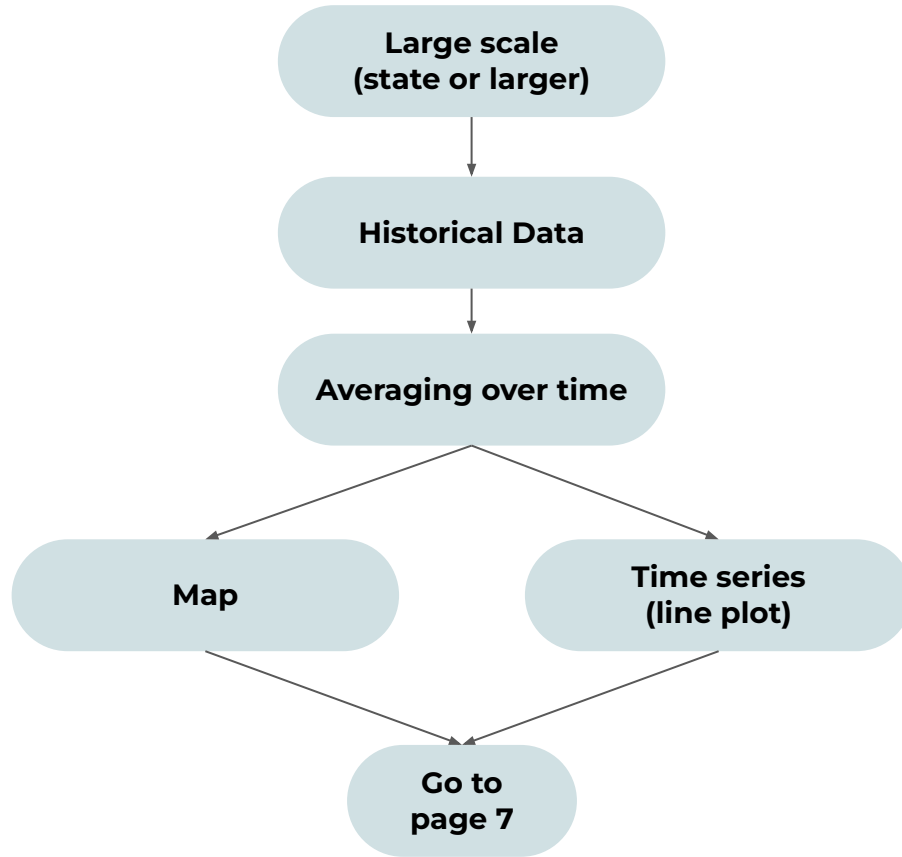 Large scale
(state or larger)
Historical Data
Averaging over time
Map
Time series
(line plot)
Go to
page 7